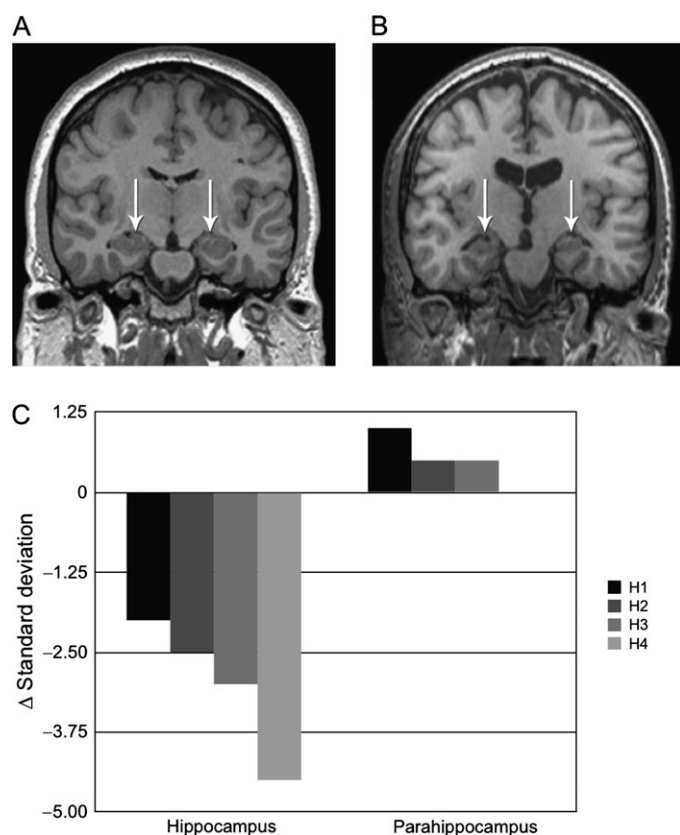 A
B
C
Δ Standard deviation
1.25
0
−1.25
−2.50
−3.75
−5.00
Hippocampus
Parahippocampus
H1
H2
H3
H4